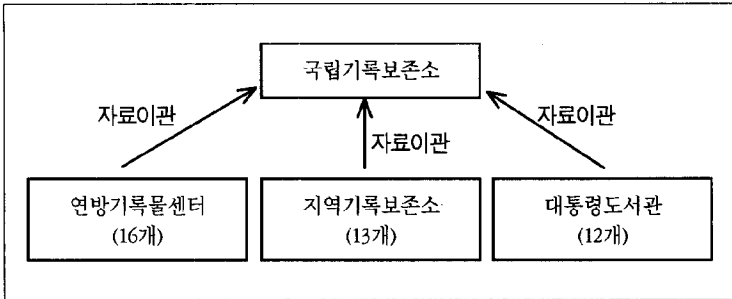 국립기록보존소
자료이관
자료이관
자료이관
연방기록물센터
(16개)
지역기록보존소
(13개)
대통령도서관
(12개)